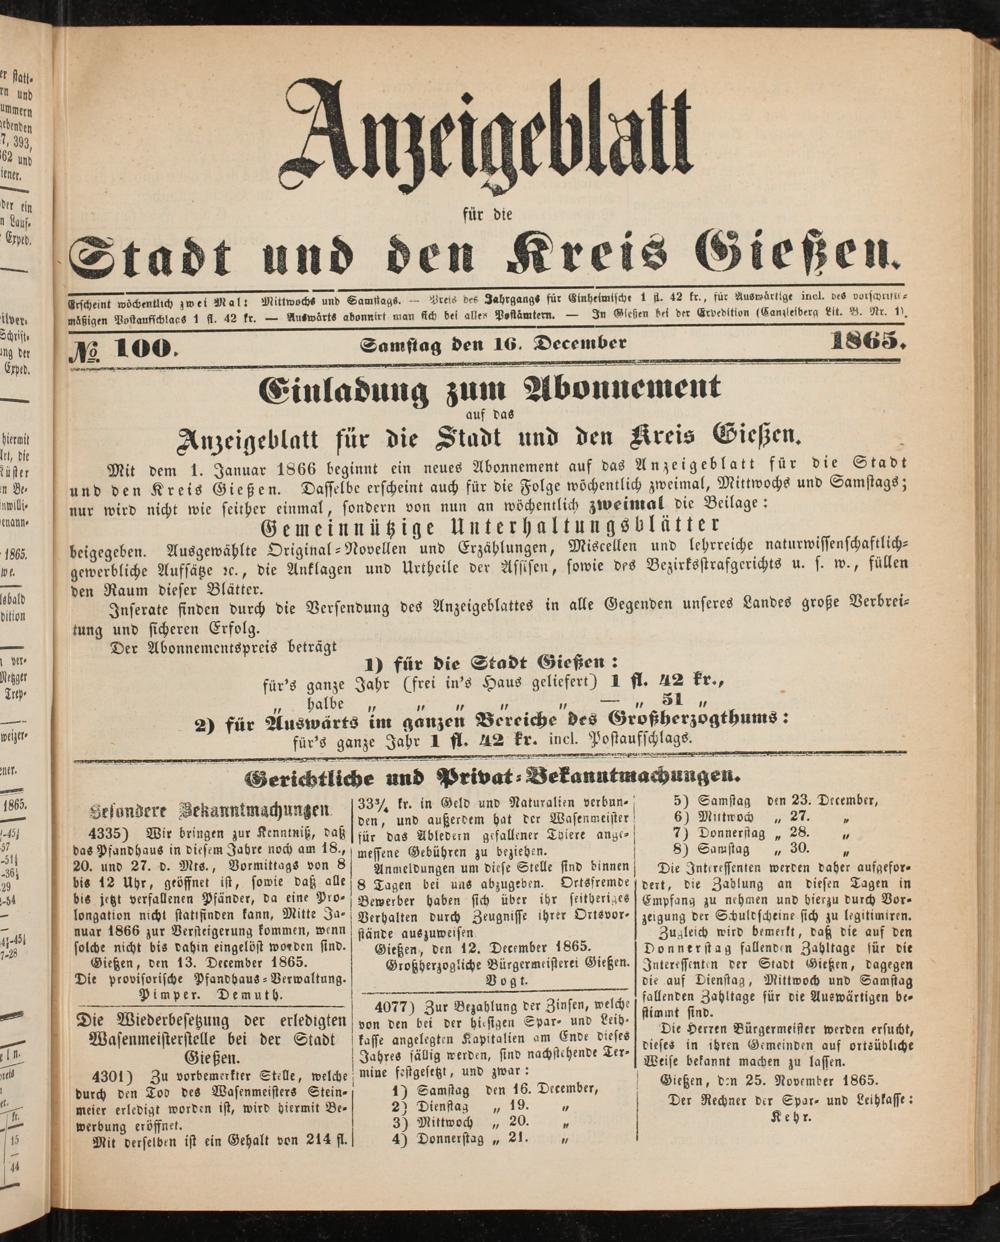 Anzeigeblatt
für die
Stadt und den Kreis Gießen.
Erscheint wöchentlich zwei Mal: Mittwochs und Samstags. — Preis des Jahrgangs für Einheimische 1 fl. 42 kr., für Auswärtige incl. des vorschrift-
mäßigen Postaufschlags 1 fl. 42 kr. — Auswärts abonnirt man sich bei allen Postämtern. — In Gießen bei der Expedition (Canzleiberg Lit. B. Nr. 1).
No. 100. Samstag den 16. December 1865.
Einladung zum Abonnement
auf das
Anzeigeblatt für die Stadt und den Kreis Gießen.
Mit dem 1. Januar 1866 beginnt ein neues Abonnement auf das Anzeigeblatt für die Stadt
und den Kreis Gießen. Dasselbe erscheint auch für die Folge wöchentlich zweimal, Mittwochs und Samstags;
nur wird nicht wie seither einmal, sondern von nun an wöchentlich zweimal die Beilage:
Gemeinnützige Unterhaltungsblätter
beigegeben. Ausgewählte Original-Novellen und Erzählungen, Miscellen und lehrreiche naturwissenschaftlich-
gewerbliche Aufsätze ꝛc., die Anklagen und Urtheile der Assisen, sowie des Bezirksstrafgerichts u. s. w., füllen
den Raum dieser Blätter.
Inserate finden durch die Versendung des Anzeigeblattes in alle Gegenden unseres Landes große Verbrei-
tung und sicheren Erfolg.
Der Abonnementspreis beträgt
1) für die Stadt Gießen:
für's ganze Jahr (frei in's Haus geliefert) 1 fl. 42 kr.,
„ halbe „ „ „ „ „ — „ 51 „
2) für Auswärts im ganzen Bereiche des Großherzogthums:
für's ganze Jahr 1 fl. 42 kr. incl. Postaufschlags.
Gerichtliche und Privat-Bekanntmachungen.
Besondere Bekanntmachungen
4335) Wir bringen zur Kenntniß, daß
das Pfandhaus in diesem Jahre noch am 18.,
20. und 27. d. Mts., Vormittags von 8
bis 12 Uhr, geöffnet ist, sowie daß alle
bis jetzt verfallenen Pfänder, da eine Pro-
longation nicht stattfinden kann, Mitte Ja-
nuar 1866 zur Versteigerung kommen, wenn
solche nicht bis dahin eingelöst worden sind.
Gießen, den 13. December 1865.
Die provisorische Pfandhaus-Verwaltung.
Pimper. Demuth.
Die Wiederbesetzung der erledigten
Wasenmeisterstelle bei der Stadt
Gießen.
4301) Zu vorbemerkter Stelle, welche
durch den Tod des Wasenmeisters Stein-
meier erledigt worden ist, wird hiermit Be-
werbung eröffnet.
Mit derselben ist ein Gehalt von 214 fl.
33¾ kr. in Geld und Naturalien verbun-
den, und außerdem hat der Wasenmeister
für das Abledern gefallener Thiere ange-
messene Gebühren zu beziehen.
Anmeldungen um diese Stelle sind binnen
8 Tagen bei uns abzugeben. Ortsfremde
Bewerber haben sich über ihr seitheriges
Verhalten durch Zeugnisse ihrer Ortsvor-
stände auszuweisen
Gießen, den 12. December 1865.
Großherzogliche Bürgermeisterei Gießen.
Vogt.
4077) Zur Bezahlung der Zinsen, welche
von den bei der hiesigen Spar- und Leih-
kasse angelegten Kapitalien am Ende dieses
Jahres fällig werden, sind nachstehende Ter-
mine festgesetzt, und zwar:
1) Samstag den 16. December,
2) Dienstag „ 19. „
3) Mittwoch „ 20. „
4) Donnerstag „ 21. „
5) Samstag den 23. December,
6) Mittwoch „ 27. „
7) Donnerstag „ 28. „
8) Samstag „ 30. „
Die Interessenten werden daher aufgefor-
dert, die Zahlung an diesen Tagen in
Empfang zu nehmen und hierzu durch Vor-
zeigung der Schuldscheine sich zu legitimiren.
Zugleich wird bemerkt, daß die auf den
Donnerstag fallenden Zahltage für die
Interessenten der Stadt Gießen, dagegen
die auf Dienstag, Mittwoch und Samstag
fallenden Zahltage für die Auswärtigen be-
stimmt sind.
Die Herren Bürgermeister werden ersucht,
dieses in ihren Gemeinden auf ortsübliche
Weise bekannt machen zu lassen.
Gießen, den 25. November 1865.
Der Rechner der Spar- und Leihkasse:
Kehr.